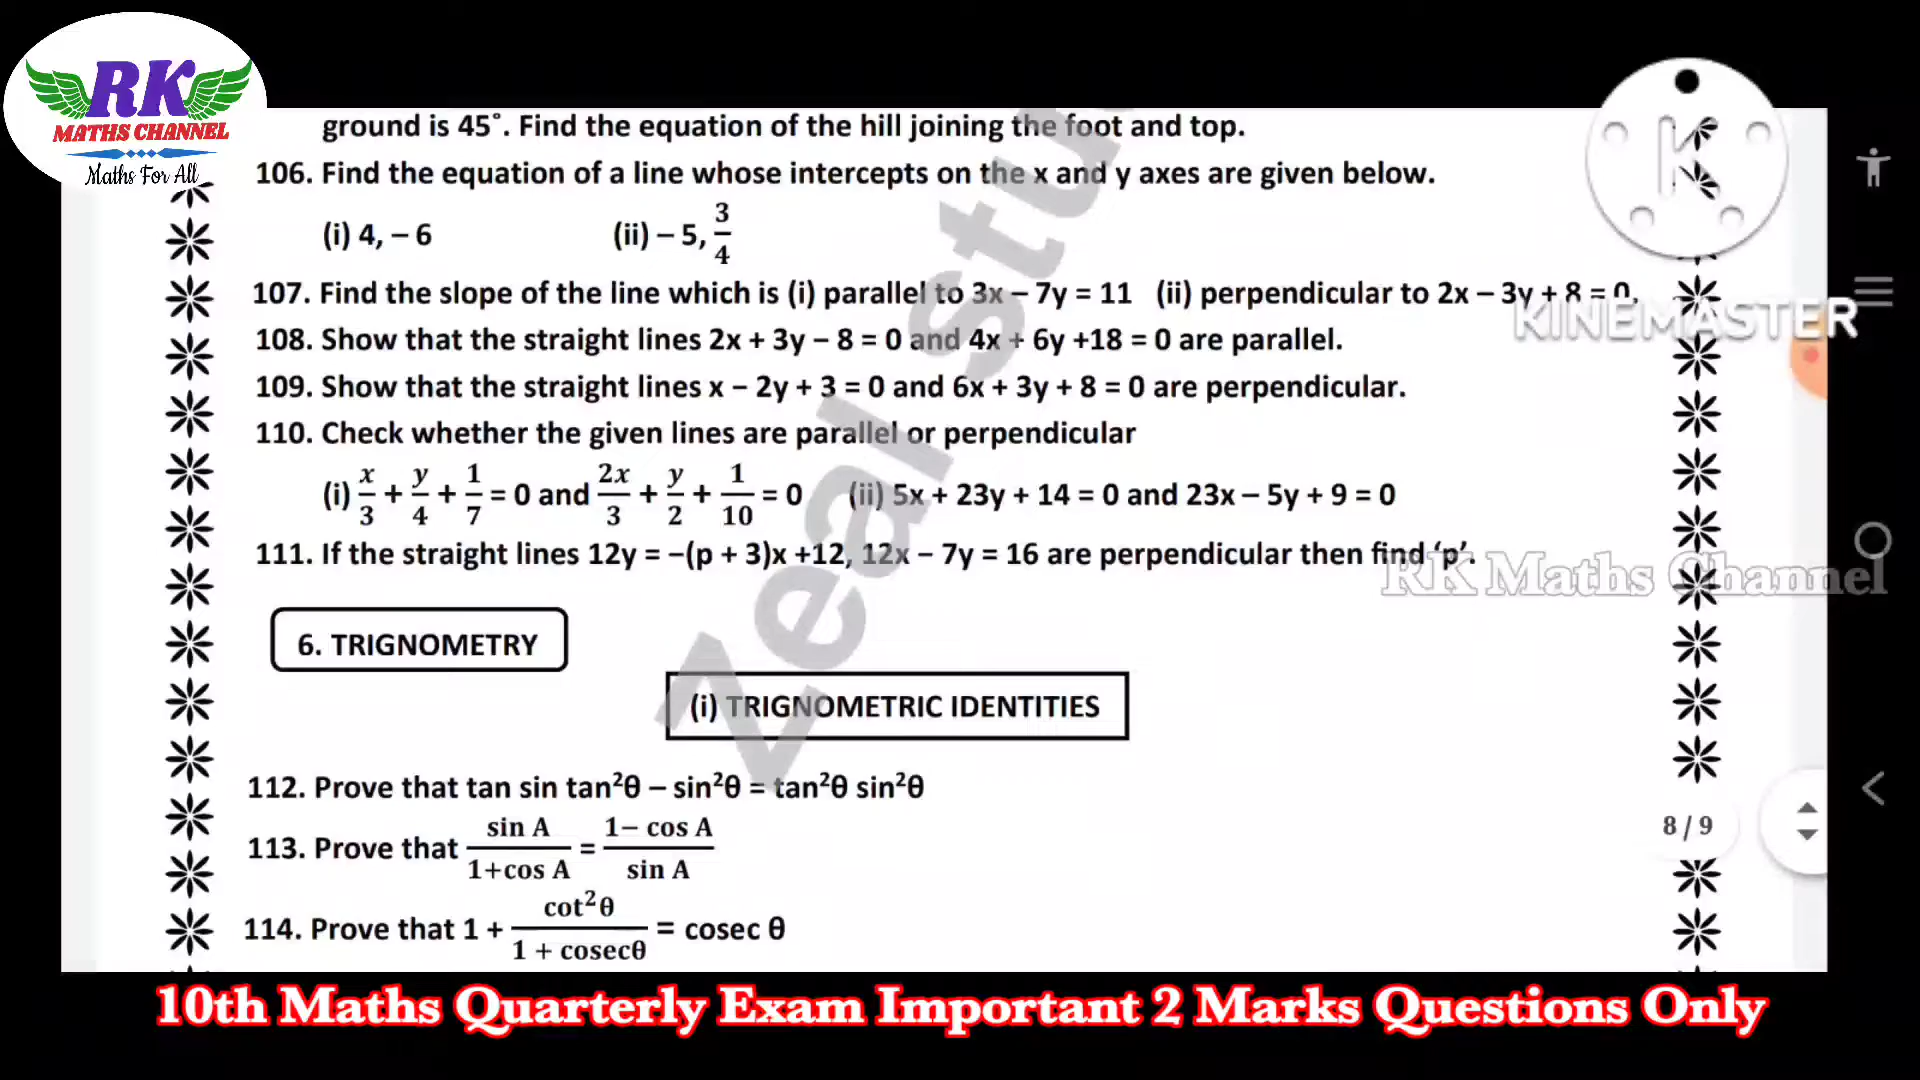 RK
MATHS CHANNEL
Maths For All
ground is 45°. Find the equation of the hill joining the foot and top.
106. Find the equation of a line whose intercepts on the x and y axes are given below.
(i) 4, – 6 (ii) – 5, 3/4
107. Find the slope of the line which is (i) parallel to 3x – 7y = 11 (ii) perpendicular to 2x – 3y + 8 = 0.
KINEMASTER
108. Show that the straight lines 2x + 3y – 8 = 0 and 4x + 6y +18 = 0 are parallel.
109. Show that the straight lines x – 2y + 3 = 0 and 6x + 3y + 8 = 0 are perpendicular.
110. Check whether the given lines are parallel or perpendicular
(i) x/3 + y/4 + 1/7 = 0 and 2x/3 + y/2 + 1/10 = 0 (ii) 5x + 23y + 14 = 0 and 23x – 5y + 9 = 0
111. If the straight lines 12y = –(p + 3)x +12, 12x – 7y = 16 are perpendicular then find ‘p’.
RK Maths Channel
6. TRIGNOMETRY
(i) TRIGNOMETRIC IDENTITIES
112. Prove that tan sin tan²θ – sin²θ = tan²θ sin²θ
113. Prove that sin A/1+cos A = 1– cos A/sin A
8 / 9
114. Prove that 1 + cot²θ/1 + cosecθ = cosec θ
Zeal stu
K
10th Maths Quarterly Exam Important 2 Marks Questions Only